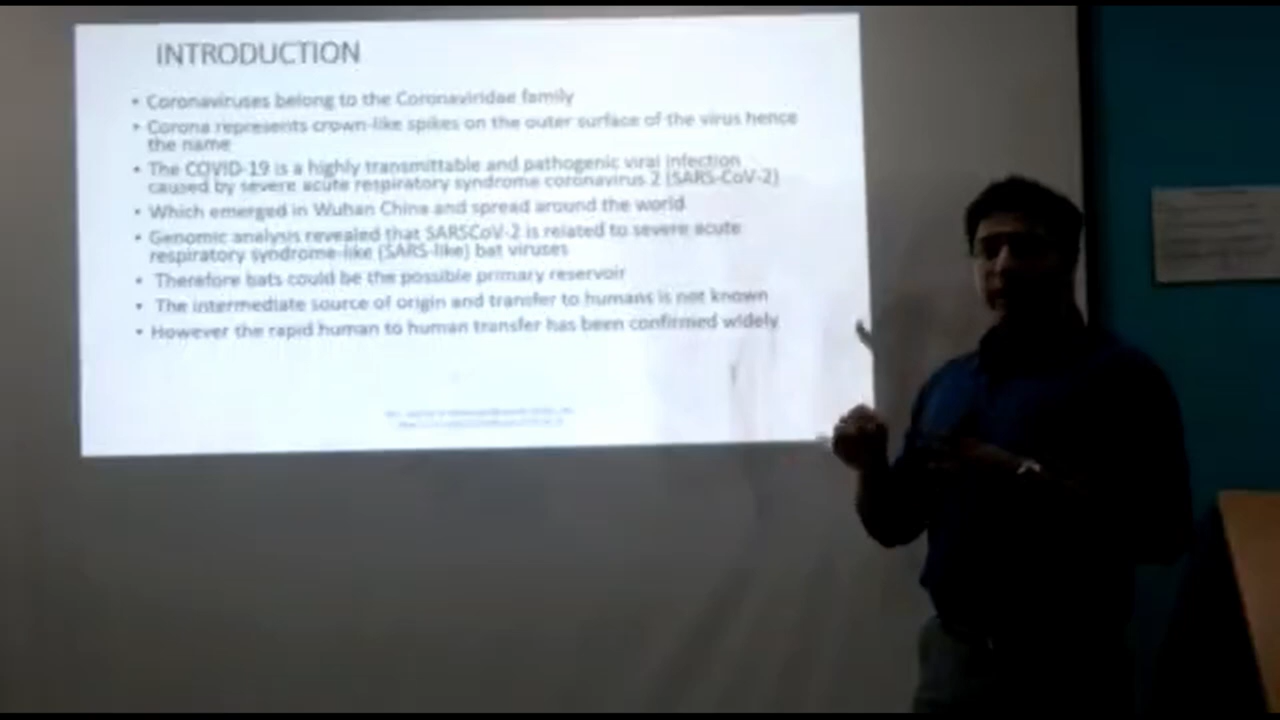 INTRODUCTION
• Coronaviruses belong to the Coronaviridae family
• Corona represents crown-like spikes on the outer surface of the virus hence
the name
• The COVID-19 is a highly transmittable and pathogenic viral infection
caused by severe acute respiratory syndrome coronavirus 2 (SARS-CoV-2)
• Which emerged in Wuhan China and spread around the world
• Genomic analysis revealed that SARSCoV-2 is related to severe acute
respiratory syndrome-like (SARS-like) bat viruses
• Therefore bats could be the possible primary reservoir
• The intermediate source of origin and transfer to humans is not known
• However the rapid human to human transfer has been confirmed widely